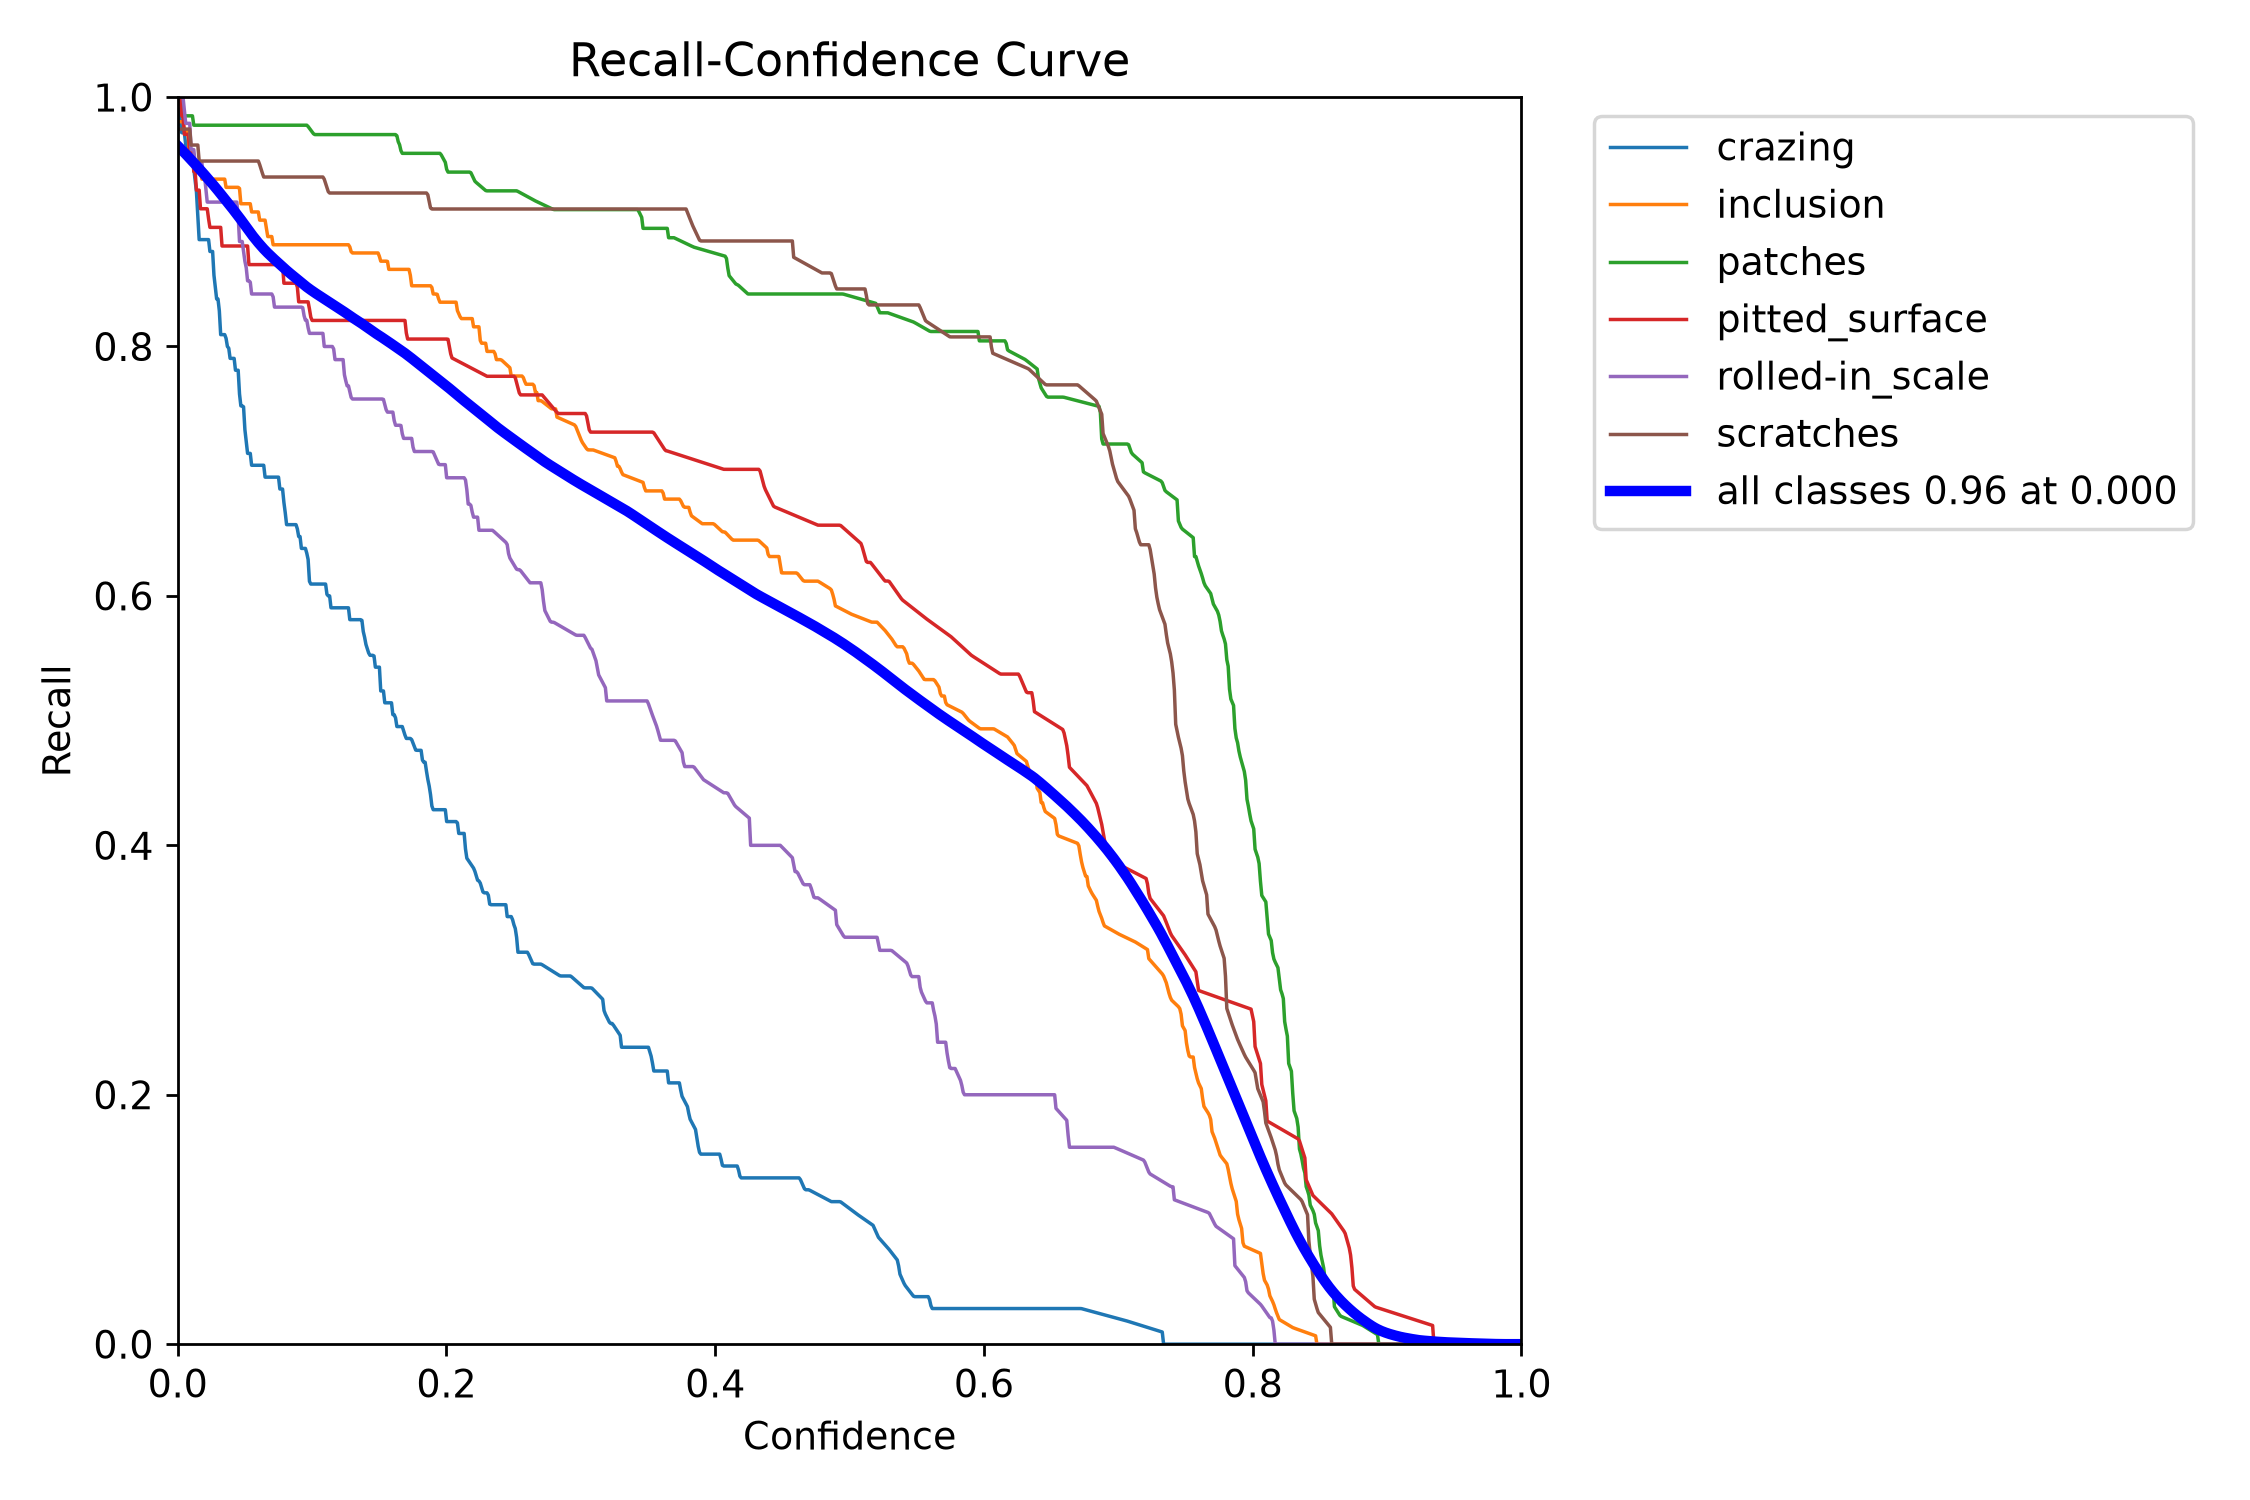 Recall-Confidence Curve
1.0
0.8
0.6
0.4
0.2
0.0
Recall
0.0 0.2 0.4 0.6 0.8 1.0
Confidence
crazing
inclusion
patches
pitted_surface
rolled-in_scale
scratches
all classes 0.96 at 0.000